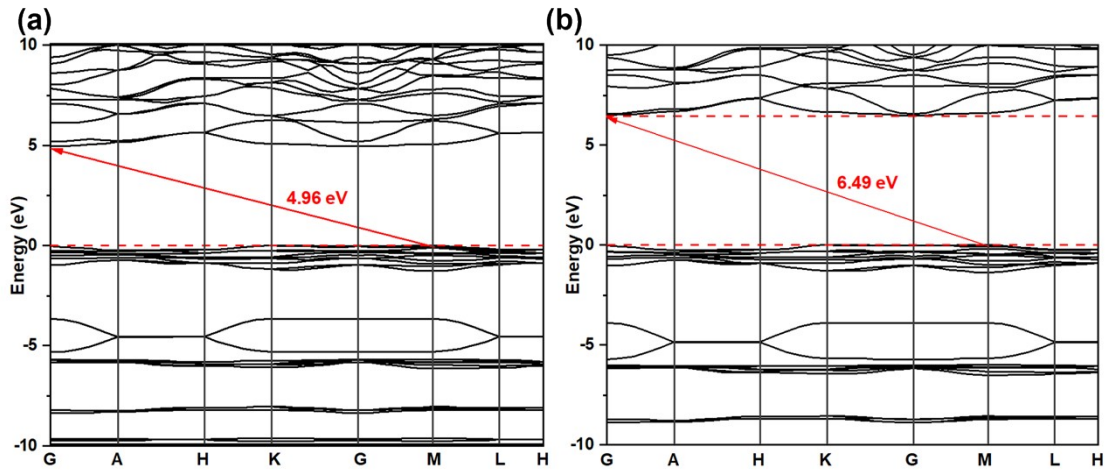 (a)
10
5
0
-5
-10
Energy (eV)
4.96 eV
G A H K G M L H
(b)
10
5
0
-5
-10
Energy (eV)
6.49 eV
G A H K G M L H